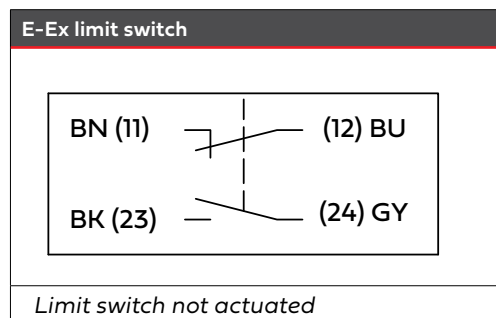 E-Ex limit switch
BN (11) (12) BU
BK (23) (24) GY
Limit switch not actuated